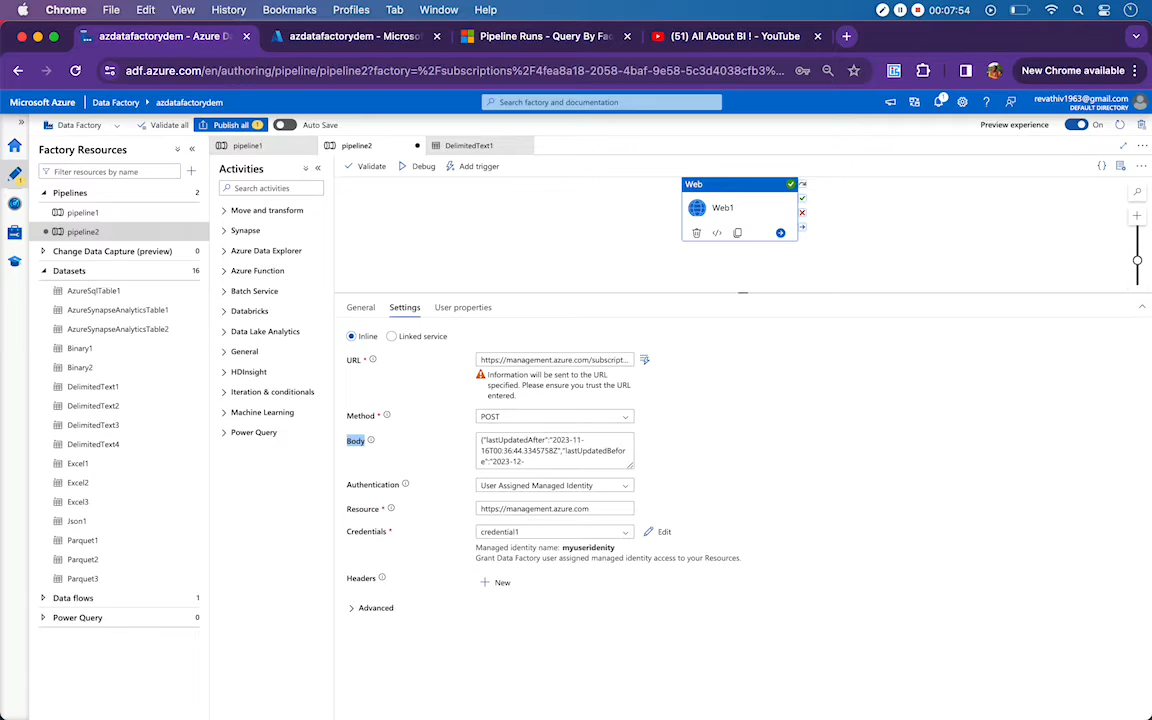 Chrome File Edit View History Bookmarks Profiles Tab Window Help 00:07:54
azdatafactorydem - Azure Da
azdatafactorydem - Microsof
Pipeline Runs - Query By Fac
(51) All About BI ! - YouTube
adf.azure.com/en/authoring/pipeline/pipeline2?factory=%2Fsubscriptions%2F4fea8a18-2058-4baf-9e58-5c3d4038cfb3%...
New Chrome available
Microsoft Azure Data Factory azdatafactorydem
Search factory and documentation
1
revathiv1963@gmail.com
DEFAULT DIRECTORY
Data Factory Validate all Publish all 1 Auto Save
Preview experience On
Factory Resources
Filter resources by name
Pipelines 2
pipeline1
pipeline2
Change Data Capture (preview) 0
Datasets 16
AzureSqlTable1
AzureSynapseAnalyticsTable1
AzureSynapseAnalyticsTable2
Binary1
Binary2
DelimitedText1
DelimitedText2
DelimitedText3
DelimitedText4
Excel1
Excel2
Excel3
Json1
Parquet1
Parquet2
Parquet3
Data flows 1
Power Query 0
pipeline1 pipeline2 DelimitedText1
Activities
Search activities
Move and transform
Synapse
Azure Data Explorer
Azure Function
Batch Service
Databricks
Data Lake Analytics
General
HDInsight
Iteration & conditionals
Machine Learning
Power Query
Validate Debug Add trigger
Web
Web1
General Settings User properties
Inline Linked service
URL * https://management.azure.com/subscript...
Information will be sent to the URL
specified. Please ensure you trust the URL
entered.
Method * POST
Body {"lastUpdatedAfter":"2023-11-
16T00:36:44.3345758Z","lastUpdatedBefor
e":"2023-12-
Authentication User Assigned Managed Identity
Resource * https://management.azure.com
Credentials * credential1 Edit
Managed identity name: myuseridenity
Grant Data Factory user assigned managed identity access to your Resources.
Headers New
Advanced